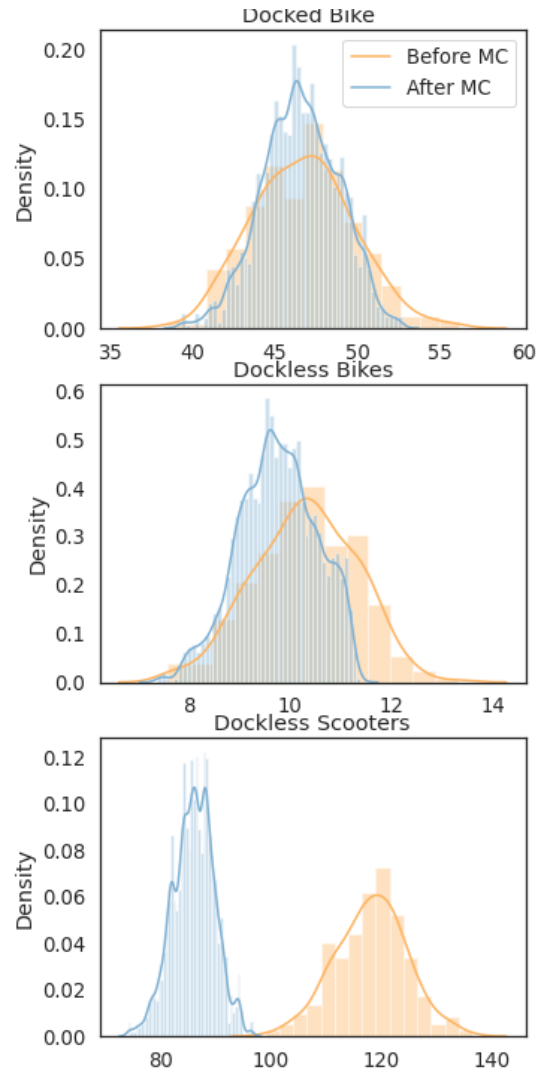 Docked Bike
0.20
0.15
0.10
0.05
0.00
Density
Before MC
After MC
35 40 45 50 55 60
Dockless Bikes
0.6
0.5
0.4
0.3
0.2
0.1
0.0
Density
8 10 12 14
Dockless Scooters
0.12
0.10
0.08
0.06
0.04
0.02
0.00
Density
80 100 120 140